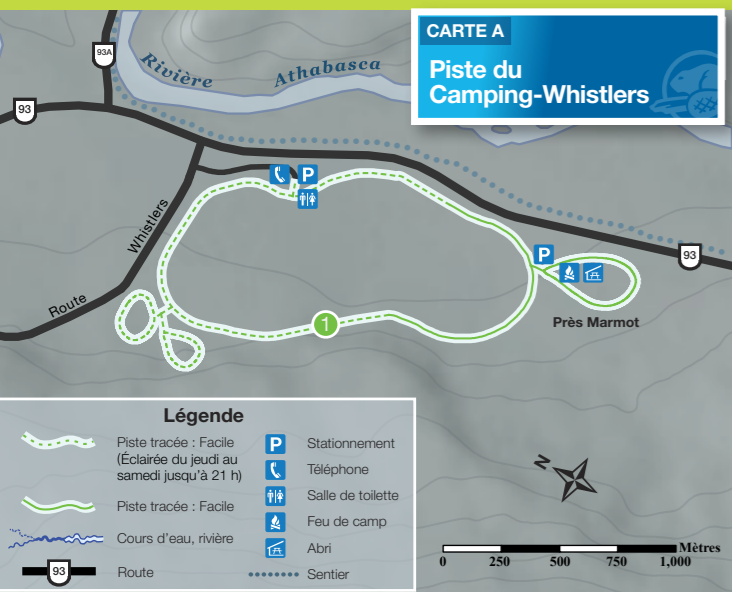 CARTE A
Piste du
Camping-Whistlers
93A
Rivière Athabasca
93
Whistlers
Route
P
P
93
1
Près Marmot
Légende
Piste tracée : Facile
(Éclairée du jeudi au
samedi jusqu'à 21 h)
Piste tracée : Facile
Cours d'eau, rivière
93 Route
P Stationnement
Téléphone
Salle de toilette
Feu de camp
Abri
Sentier
N
Mètres
0 250 500 750 1,000